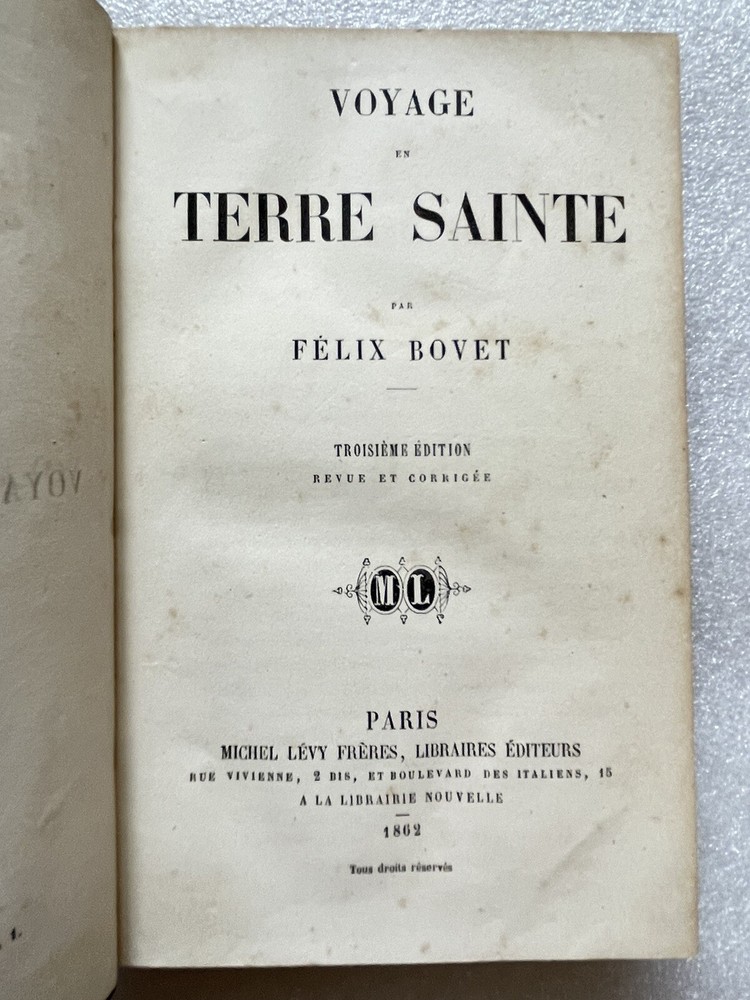 VOYAGE
EN
TERRE SAINTE
PAR
FÉLIX BOVET
TROISIÈME ÉDITION
REVUE ET CORRIGÉE
ML
PARIS
MICHEL LÉVY FRÈRES, LIBRAIRES ÉDITEURS
RUE VIVIENNE, 2 BIS, ET BOULEVARD DES ITALIENS, 15
A LA LIBRAIRIE NOUVELLE
1862
Tous droits réservés